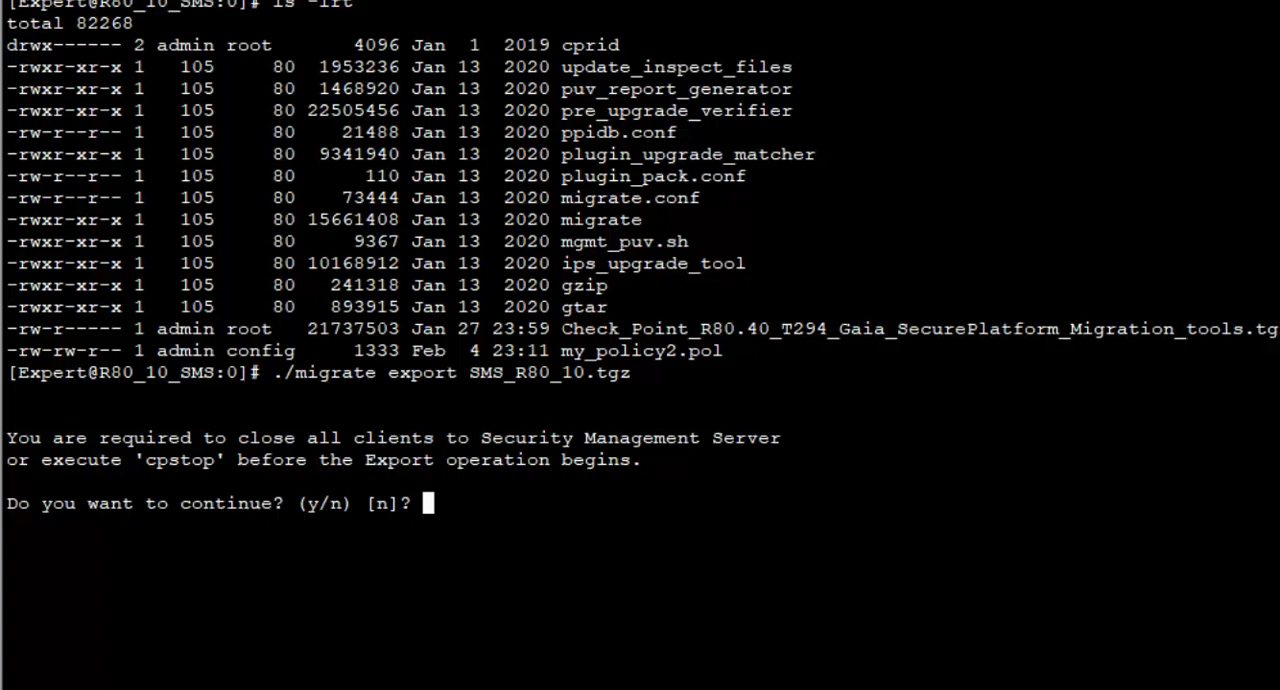 [Expert@R80_10_SMS:0]# ls -lrt
total 82268
drwx------ 2 admin root 4096 Jan 1 2019 cprid
-rwxr-xr-x 1 105 80 1953236 Jan 13 2020 update_inspect_files
-rwxr-xr-x 1 105 80 1468920 Jan 13 2020 puv_report_generator
-rwxr-xr-x 1 105 80 22505456 Jan 13 2020 pre_upgrade_verifier
-rw-r--r-- 1 105 80 21488 Jan 13 2020 ppidb.conf
-rwxr-xr-x 1 105 80 9341940 Jan 13 2020 plugin_upgrade_matcher
-rw-r--r-- 1 105 80 110 Jan 13 2020 plugin_pack.conf
-rw-r--r-- 1 105 80 73444 Jan 13 2020 migrate.conf
-rwxr-xr-x 1 105 80 15661408 Jan 13 2020 migrate
-rwxr-xr-x 1 105 80 9367 Jan 13 2020 mgmt_puv.sh
-rwxr-xr-x 1 105 80 10168912 Jan 13 2020 ips_upgrade_tool
-rwxr-xr-x 1 105 80 241318 Jan 13 2020 gzip
-rwxr-xr-x 1 105 80 893915 Jan 13 2020 gtar
-rw-r----- 1 admin root 21737503 Jan 27 23:59 Check_Point_R80.40_T294_Gaia_SecurePlatform_Migration_tools.tg
-rw-rw-r-- 1 admin config 1333 Feb 4 23:11 my_policy2.pol
[Expert@R80_10_SMS:0]# ./migrate export SMS_R80_10.tgz
You are required to close all clients to Security Management Server
or execute 'cpstop' before the Export operation begins.
Do you want to continue? (y/n) [n]?